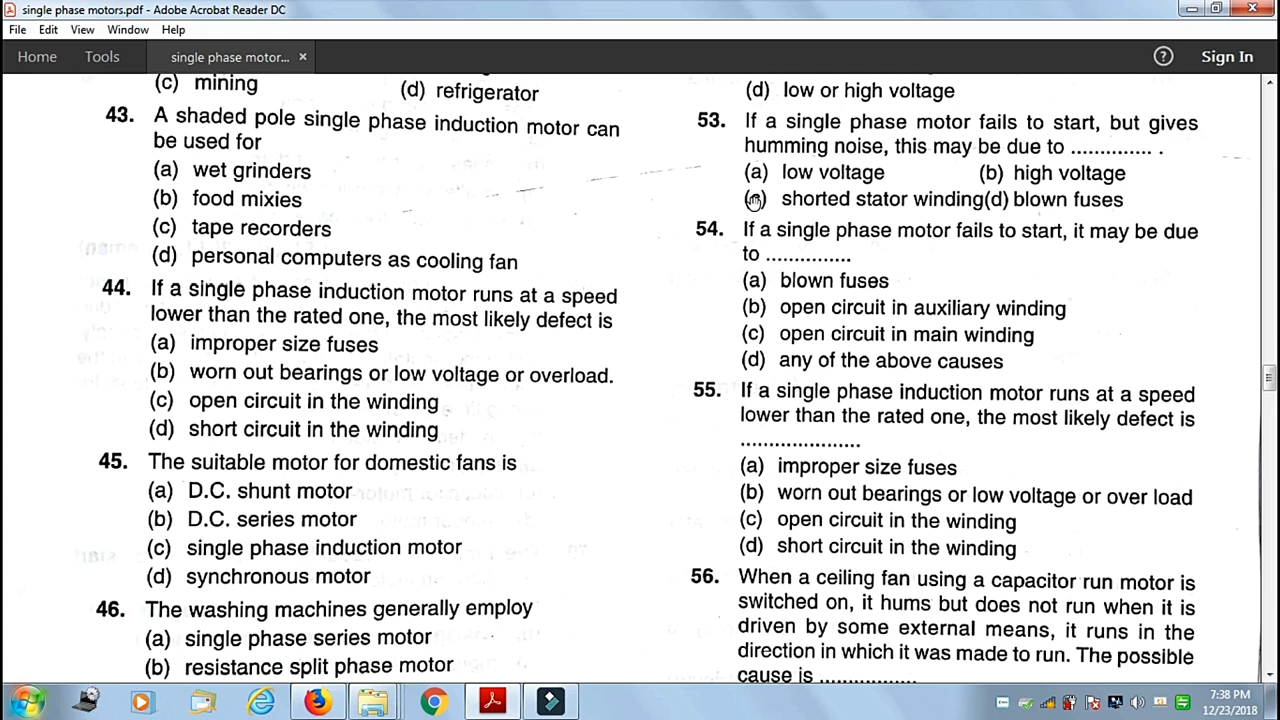 single phase motors.pdf - Adobe Acrobat Reader DC
File Edit View Window Help
Home Tools single phase motor... × ? Sign In
(c) mining
(d) refrigerator
43. A shaded pole single phase induction motor can
be used for
(a) wet grinders
(b) food mixies
(c) tape recorders
(d) personal computers as cooling fan
44. If a single phase induction motor runs at a speed
lower than the rated one, the most likely defect is
(a) improper size fuses
(b) worn out bearings or low voltage or overload.
(c) open circuit in the winding
(d) short circuit in the winding
45. The suitable motor for domestic fans is
(a) D.C. shunt motor
(b) D.C. series motor
(c) single phase induction motor
(d) synchronous motor
46. The washing machines generally employ
(a) single phase series motor
(b) resistance split phase motor
(d) low or high voltage
53. If a single phase motor fails to start, but gives
humming noise, this may be due to .............. .
(a) low voltage (b) high voltage
shorted stator winding(d) blown fuses
54. If a single phase motor fails to start, it may be due
to ...............
(a) blown fuses
(b) open circuit in auxiliary winding
(c) open circuit in main winding
(d) any of the above causes
55. If a single phase induction motor runs at a speed
lower than the rated one, the most likely defect is
.....................
(a) improper size fuses
(b) worn out bearings or low voltage or over load
(c) open circuit in the winding
(d) short circuit in the winding
56. When a ceiling fan using a capacitor run motor is
switched on, it hums but does not run when it is
driven by some external means, it runs in the
direction in which it was made to run. The possible
cause is .................
7:38 PM
12/23/2018